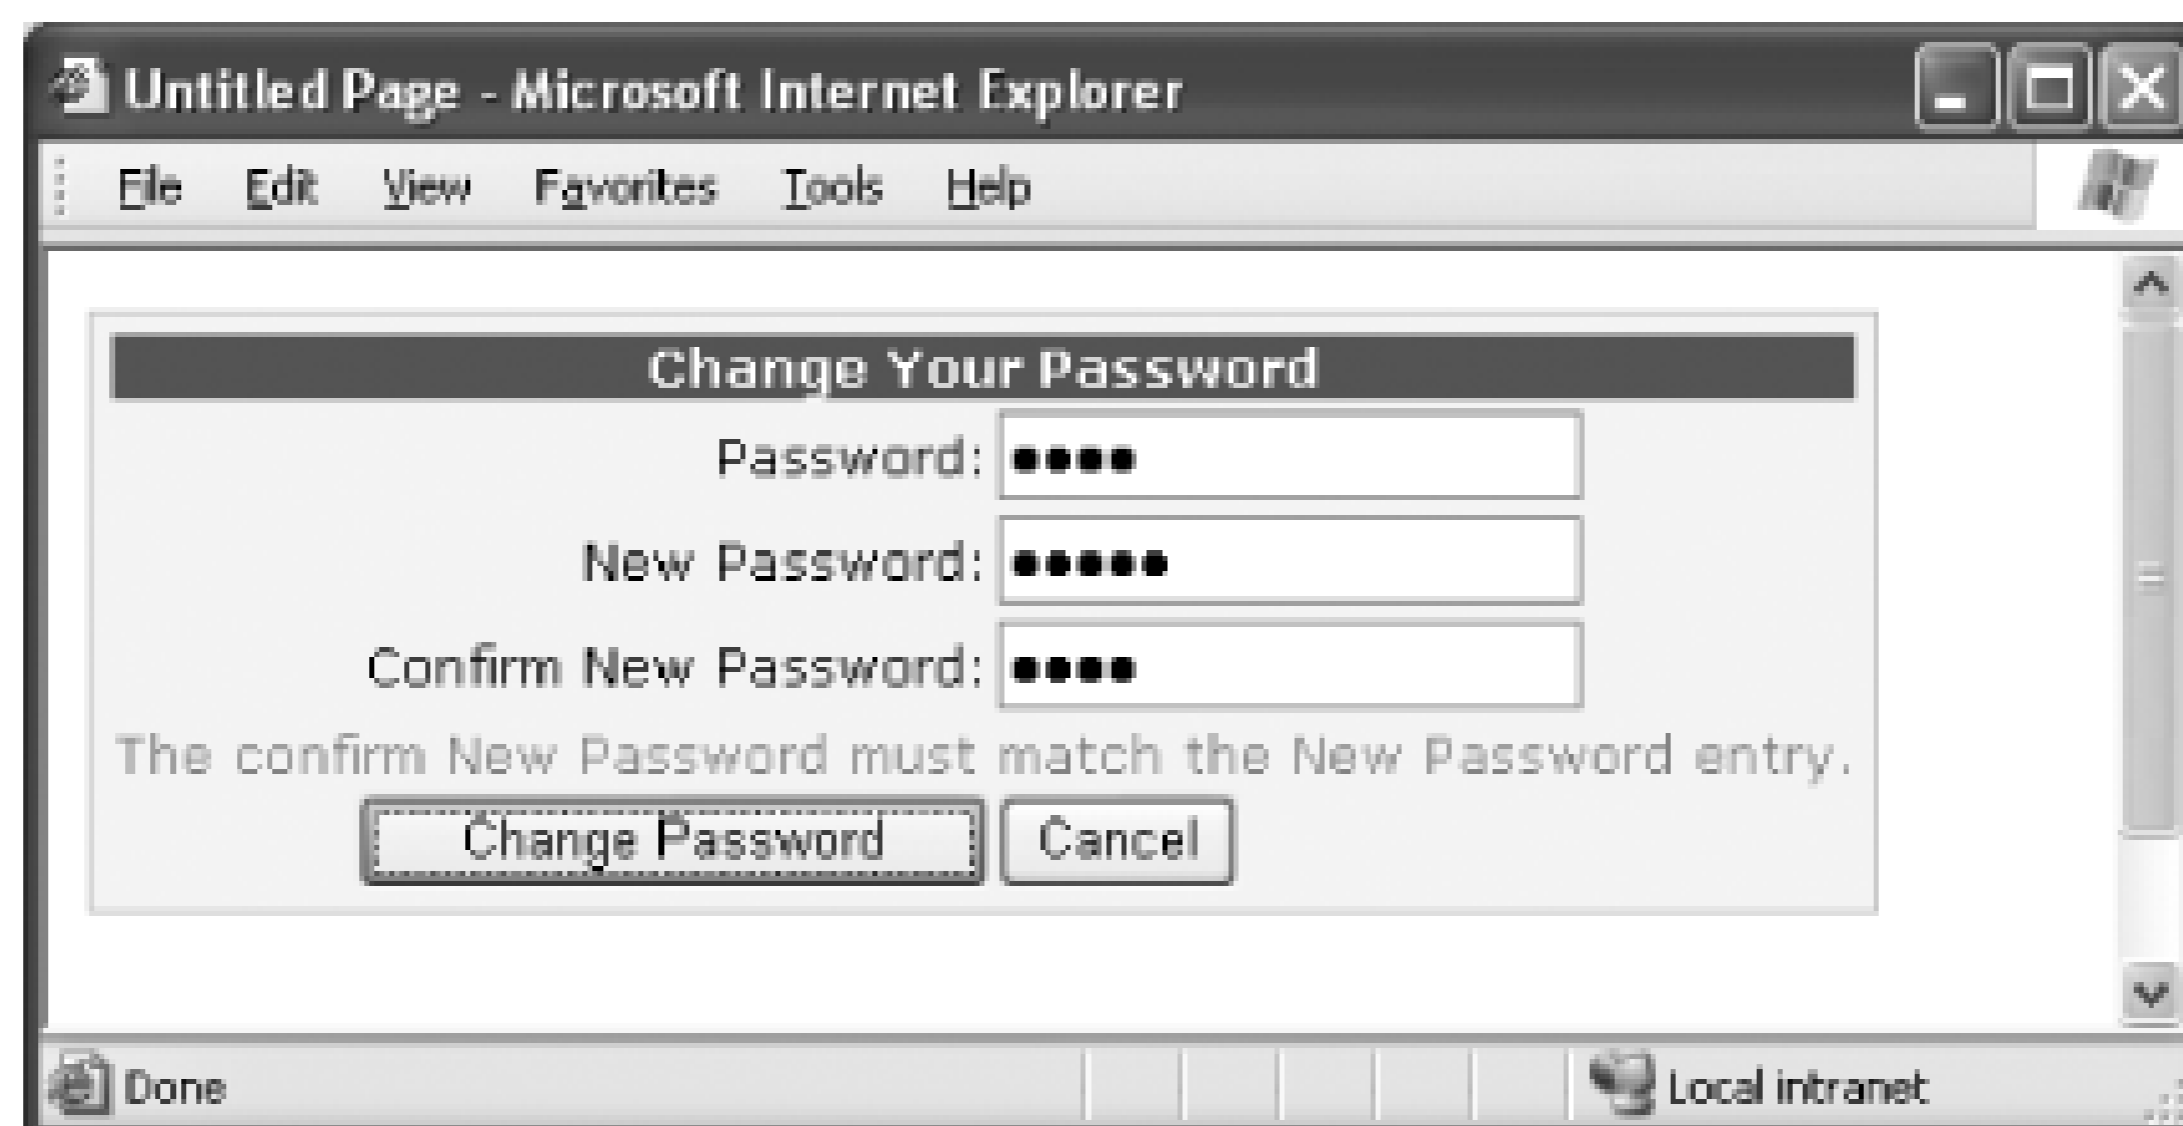 Untitled Page - Microsoft Internet Explorer
File Edit View Favorites Tools Help
Change Your Password
Password: ••••
New Password: •••••
Confirm New Password: ••••
The confirm New Password must match the New Password entry.
Change Password Cancel
Done Local intranet